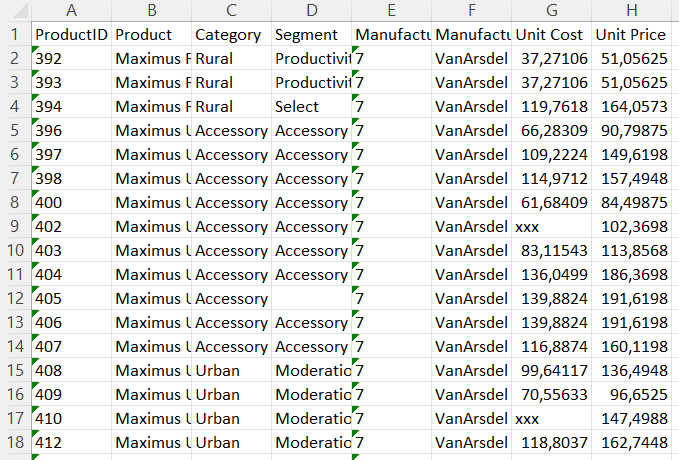 A B C D E F G H
1 ProductID Product Category Segment Manufactu Manufactu Unit Cost Unit Price
2 392 Maximus F Rural Productivit 7 VanArsdel 37,27106 51,05625
3 393 Maximus F Rural Productivit 7 VanArsdel 37,27106 51,05625
4 394 Maximus F Rural Select 7 VanArsdel 119,7618 164,0573
5 396 Maximus U Accessory Accessory 7 VanArsdel 66,28309 90,79875
6 397 Maximus U Accessory Accessory 7 VanArsdel 109,2224 149,6198
7 398 Maximus U Accessory Accessory 7 VanArsdel 114,9712 157,4948
8 400 Maximus U Accessory Accessory 7 VanArsdel 61,68409 84,49875
9 402 Maximus U Accessory Accessory 7 VanArsdel xxx 102,3698
10 403 Maximus U Accessory Accessory 7 VanArsdel 83,11543 113,8568
11 404 Maximus U Accessory Accessory 7 VanArsdel 136,0499 186,3698
12 405 Maximus U Accessory 7 VanArsdel 139,8824 191,6198
13 406 Maximus U Accessory Accessory 7 VanArsdel 139,8824 191,6198
14 407 Maximus U Accessory Accessory 7 VanArsdel 116,8874 160,1198
15 408 Maximus U Urban Moderatio 7 VanArsdel 99,64117 136,4948
16 409 Maximus U Urban Moderatio 7 VanArsdel 70,55633 96,6525
17 410 Maximus U Urban Moderatio 7 VanArsdel xxx 147,4988
18 412 Maximus U Urban Moderatio 7 VanArsdel 118,8037 162,7448